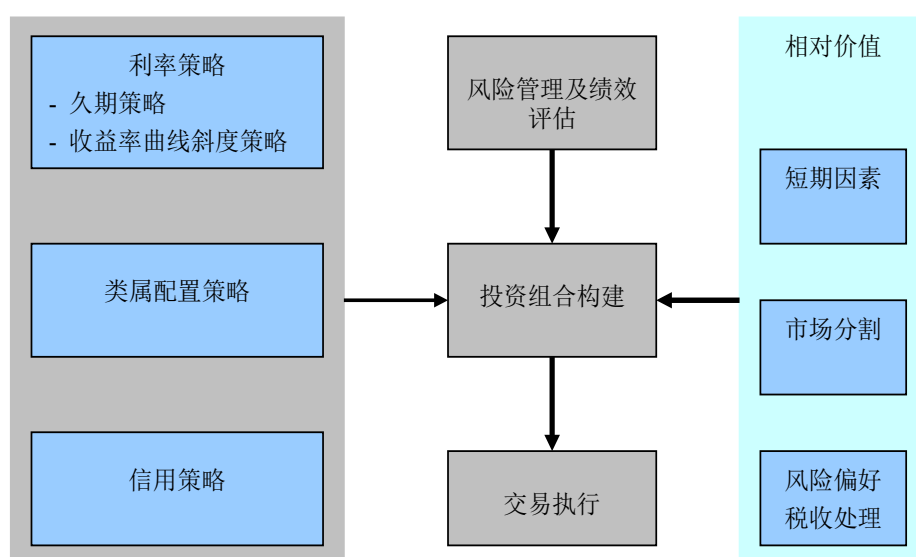 利率策略
- 久期策略
- 收益率曲线斜度策略
类属配置策略
信用策略
风险管理及绩效
评估
投资组合构建
交易执行
相对价值
短期因素
市场分割
风险偏好
税收处理